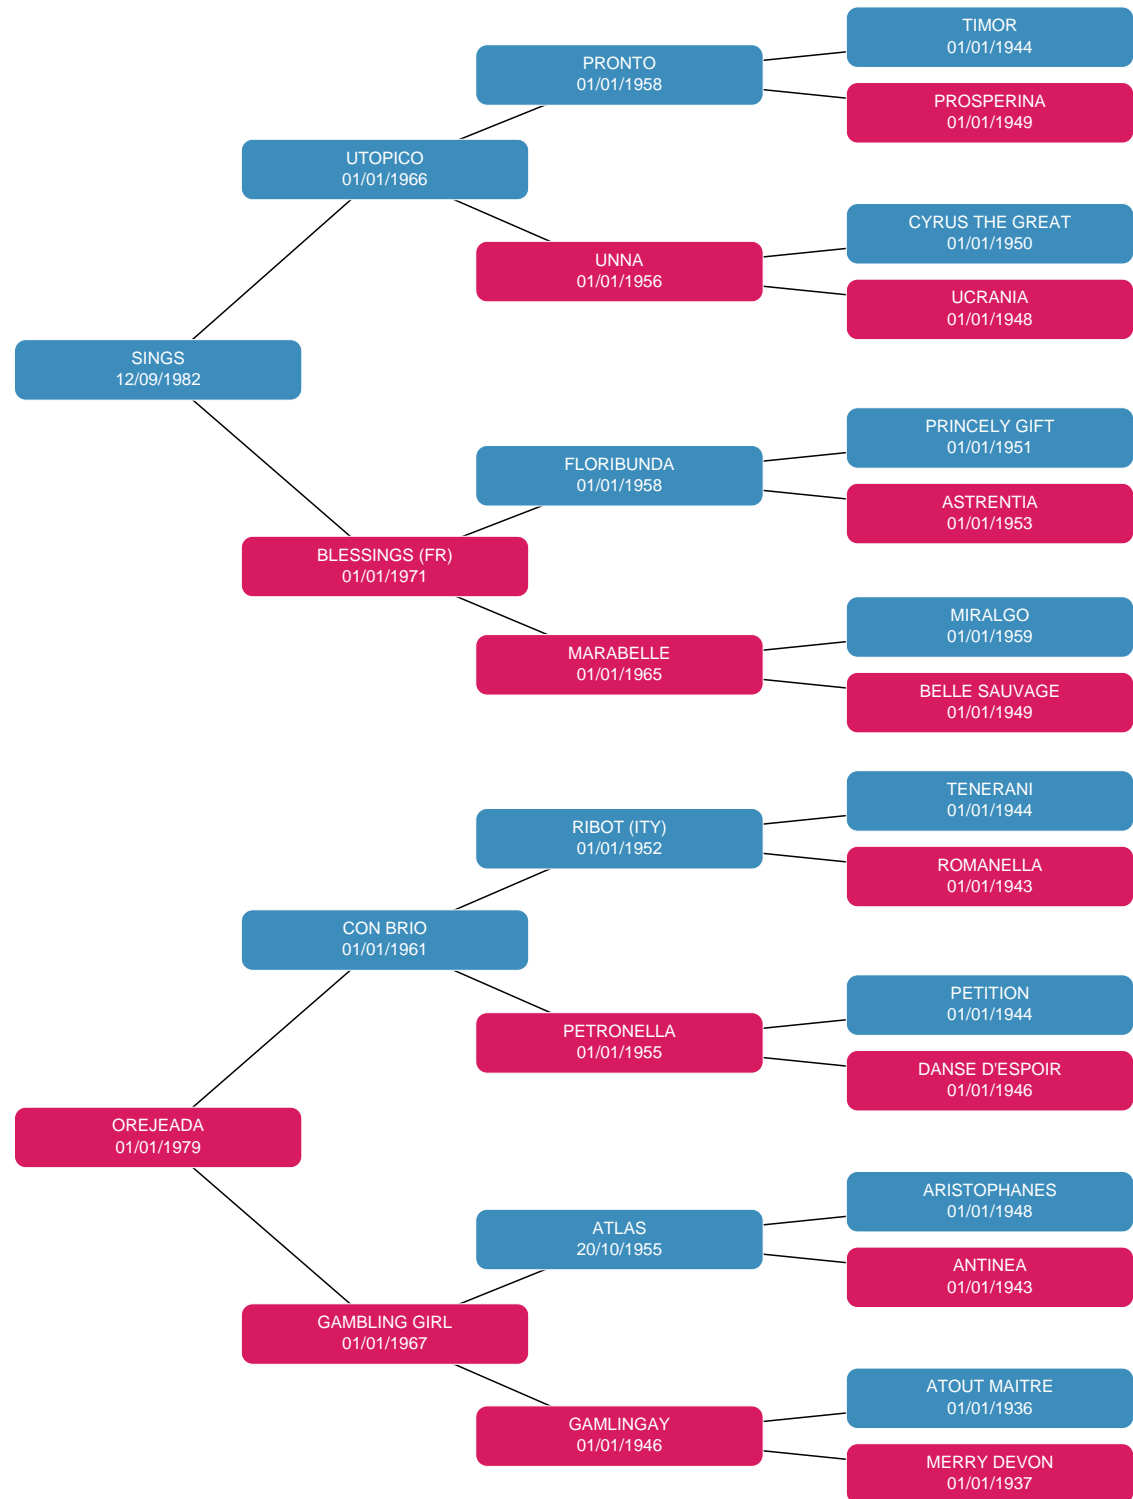 TIMOR
01/01/1944
PRONTO
01/01/1958
PROSPERINA
01/01/1949
UTOPICO
01/01/1966
CYRUS THE GREAT
01/01/1950
UNNA
01/01/1956
UCRANIA
01/01/1948
SINGS
12/09/1982
PRINCELY GIFT
01/01/1951
FLORIBUNDA
01/01/1958
ASTRENTIA
01/01/1953
BLESSINGS (FR)
01/01/1971
MIRALGO
01/01/1959
MARABELLE
01/01/1965
BELLE SAUVAGE
01/01/1949
TENERANI
01/01/1944
RIBOT (ITY)
01/01/1952
ROMANELLA
01/01/1943
CON BRIO
01/01/1961
PETITION
01/01/1944
PETRONELLA
01/01/1955
DANSE D'ESPOIR
01/01/1946
OREJEADA
01/01/1979
ARISTOPHANES
01/01/1948
ATLAS
20/10/1955
ANTINEA
01/01/1943
GAMBLING GIRL
01/01/1967
ATOUT MAITRE
01/01/1936
GAMLINGAY
01/01/1946
MERRY DEVON
01/01/1937